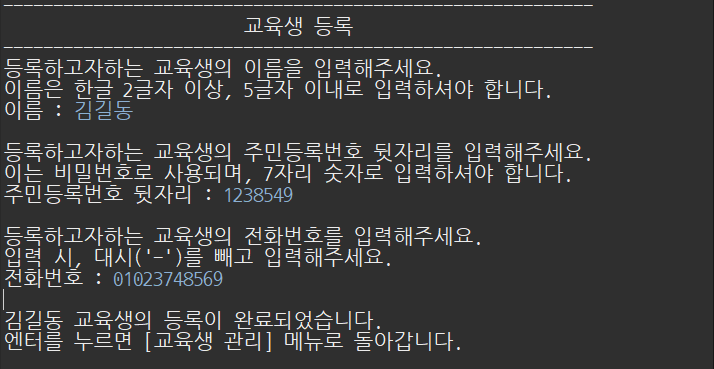 ------------------------------------------------------------
교육생 등록
------------------------------------------------------------
등록하고자하는 교육생의 이름을 입력해주세요.
이름은 한글 2글자 이상, 5글자 이내로 입력하셔야 합니다.
이름 : 김길동
등록하고자하는 교육생의 주민등록번호 뒷자리를 입력해주세요.
이는 비밀번호로 사용되며, 7자리 숫자로 입력하셔야 합니다.
주민등록번호 뒷자리 : 1238549
등록하고자하는 교육생의 전화번호를 입력해주세요.
입력 시, 대시('-')를 빼고 입력해주세요.
전화번호 : 01023748569
김길동 교육생의 등록이 완료되었습니다.
엔터를 누르면 [교육생 관리] 메뉴로 돌아갑니다.